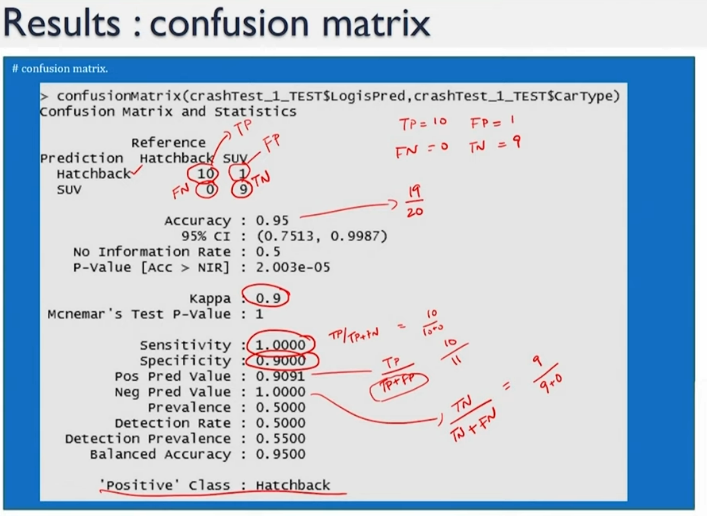 Results : confusion matrix
# confusion matrix.
> confusionMatrix(crashTest_1_TEST$LogisPred,crashTest_1_TEST$CarType)
Confusion Matrix and Statistics
TP
FP
TP = 10 FP = 1
FN = 0 TN = 9
Reference
Prediction Hatchback SUV
Hatchback 10 1
SUV 0 9
FN
TN
Accuracy : 0.95
19/20
95% CI : (0.7513, 0.9987)
No Information Rate : 0.5
P-Value [Acc > NIR] : 2.003e-05
Kappa : 0.9
Mcnemar's Test P-Value : 1
Sensitivity : 1.0000
TP/TP+FN = 10/10+0
Specificity : 0.9000
Pos Pred Value : 0.9091
TP/TP+FP 10/11
Neg Pred Value : 1.0000
TN/TN+FN = 9/9+0
Prevalence : 0.5000
Detection Rate : 0.5000
Detection Prevalence : 0.5500
Balanced Accuracy : 0.9500
'Positive' Class : Hatchback